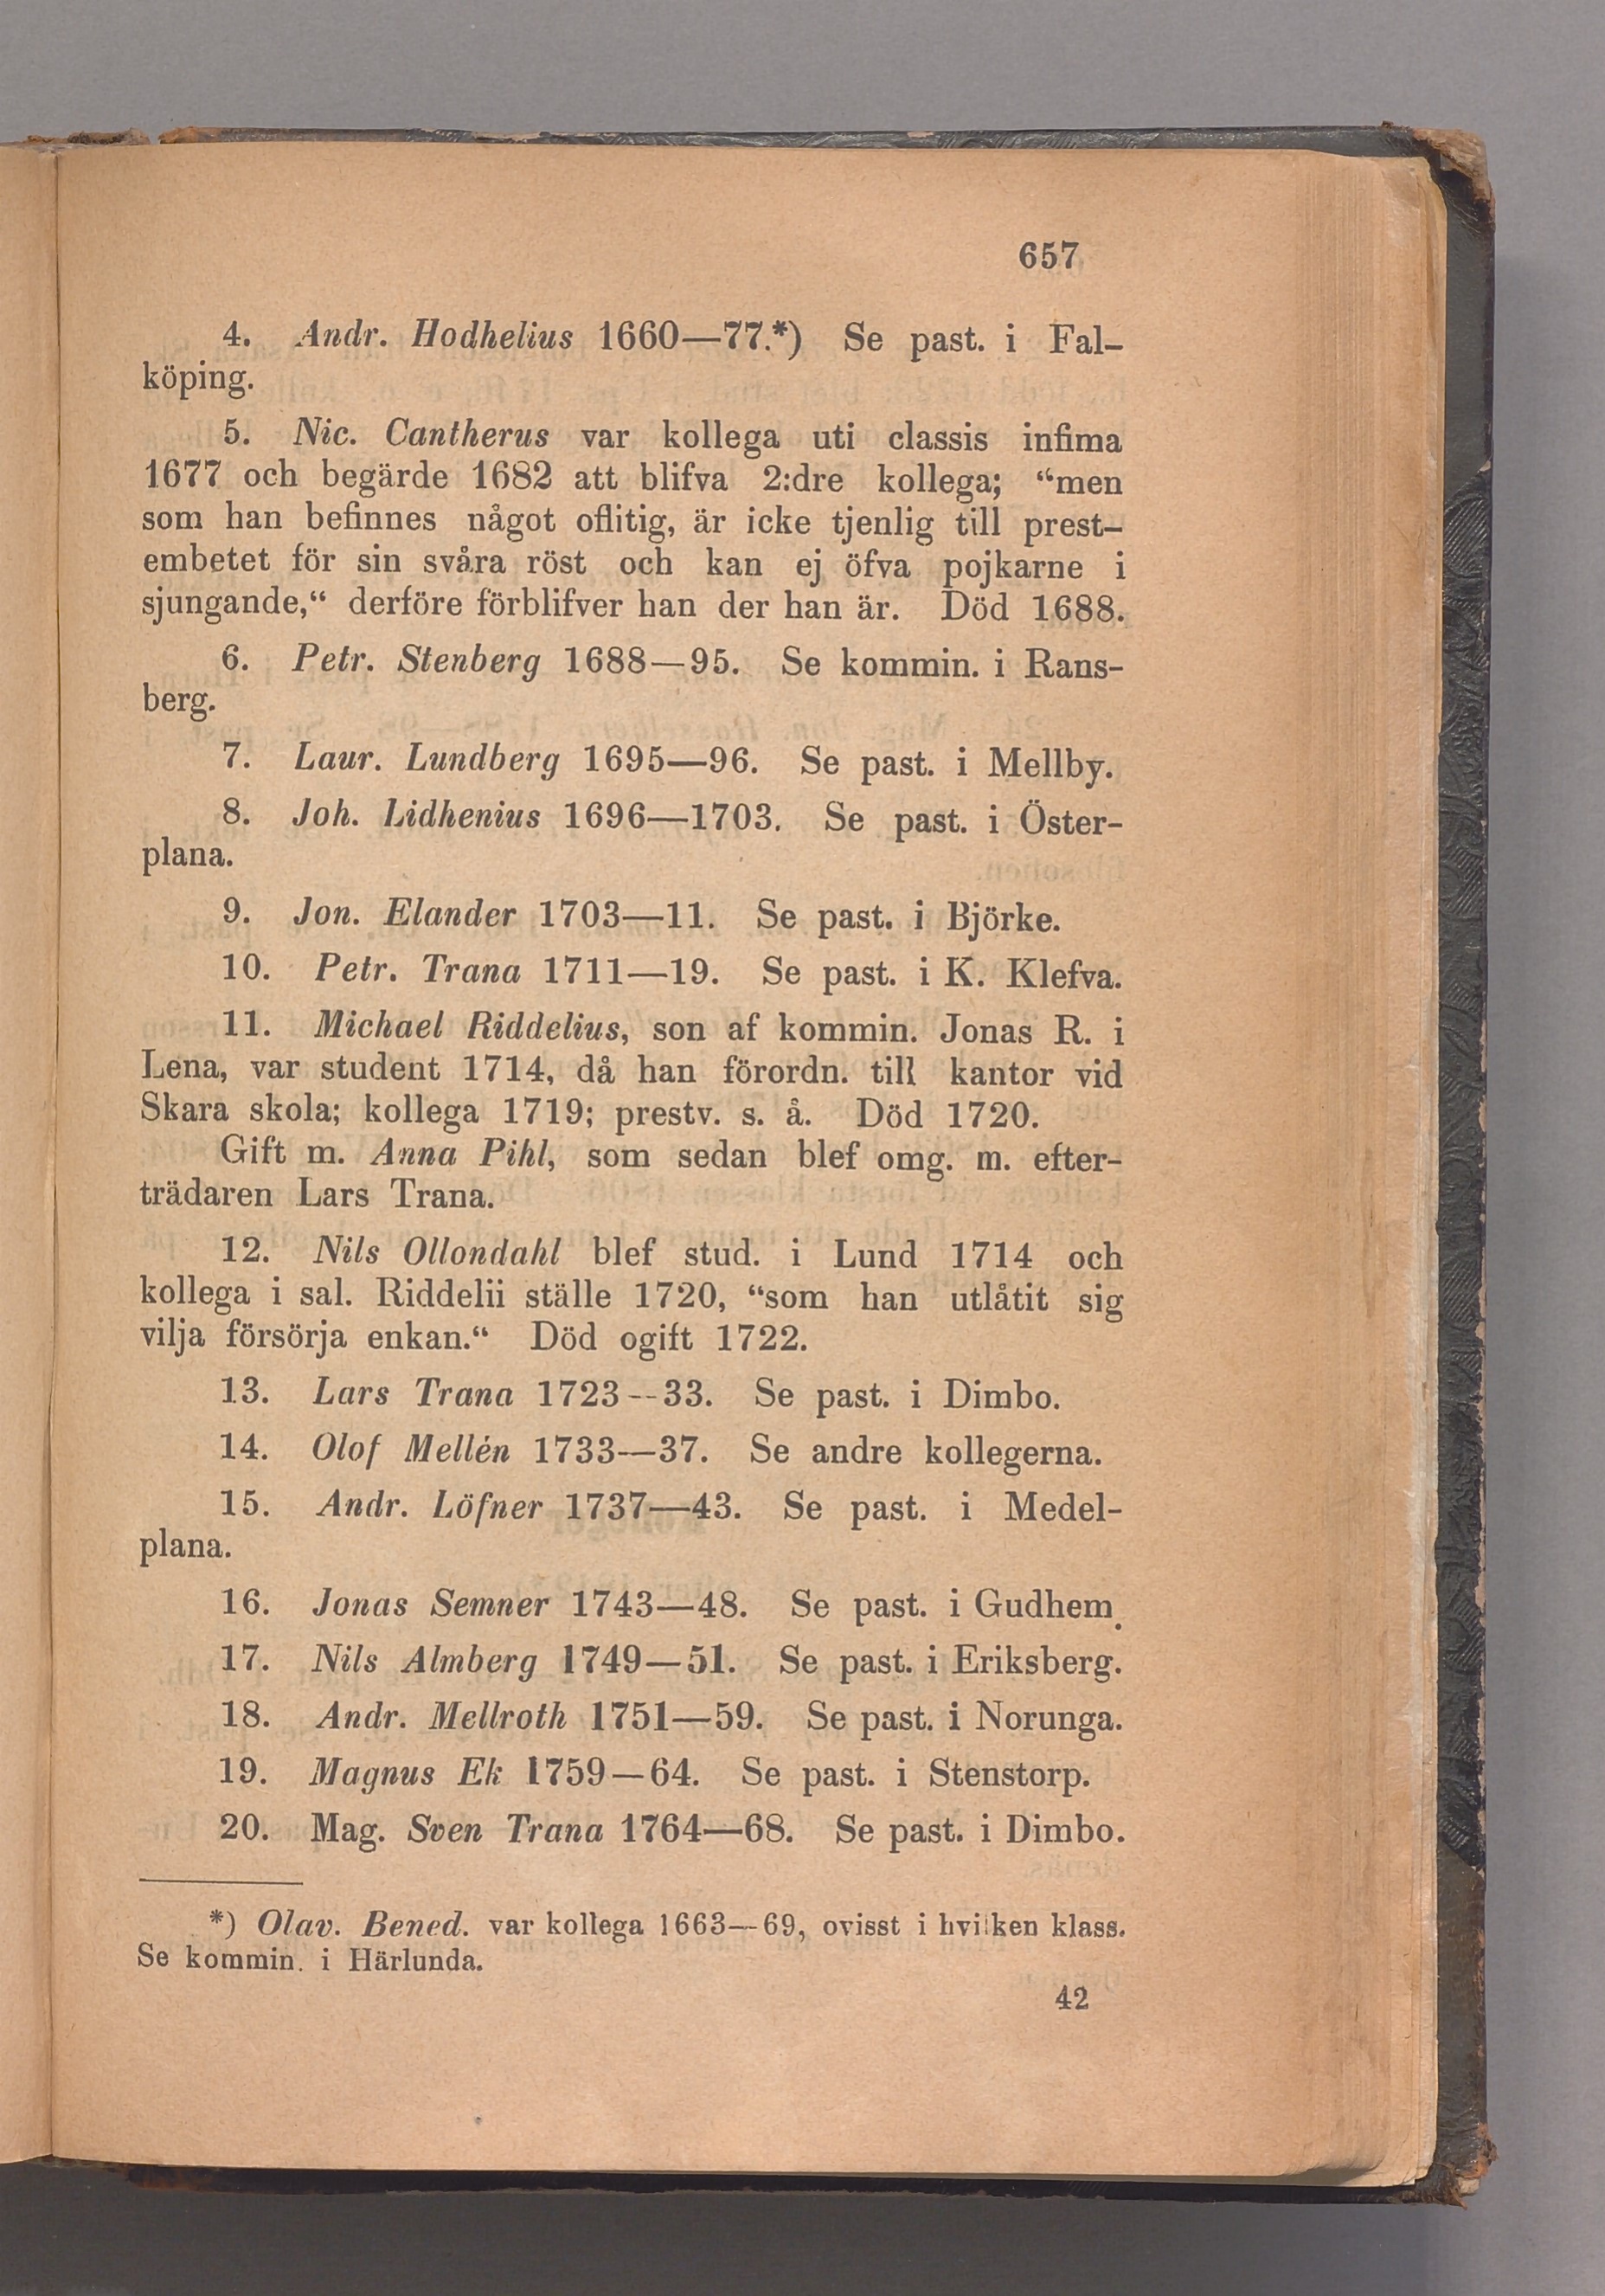 657
4. Andr. Hodhelius 1660—77.*) Se past. i Fal-
köping.
5. Nic. Cantherus var kollega uti classis infima
1677 och begärde 1682 att blifva 2:dre kollega; “men
som han befinnes något oflitig, är icke tjenlig till prest-
embetet för sin svåra röst och kan ej öfva pojkarne i
sjungande,“ derföre förblifver han der han är. Död 1688.
6. Petr. Stenberg 1688—95. Se kommin. i Rans-
berg.
7. Laur. Lundberg 1695—96. Se past. i Mellby.
8. Joh. Lidhenius 1696—1703. Se past. i Öster-
plana.
9. Jon. Elander 1703—11. Se past. i Björke.
10. Petr. Trana 1711—19. Se past. i K. Klefva.
11. Michael Riddelius, son af kommin. Jonas R. i
Lena, var student 1714, då han förordn. till kantor vid
Skara skola; kollega 1719; prestv. s. å. Död 1720.
Gift m. Anna Pihl, som sedan blef omg. m. efter-
trädaren Lars Trana.
12. Nils Ollondahl blef stud. i Lund 1714 och
kollega i sal. Riddelii ställe 1720, “som han utlåtit sig
vilja försörja enkan.“ Död ogift 1722.
13. Lars Trana 1723--33. Se past. i Dimbo.
14. Olof Mellén 1733—37. Se andre kollegerna.
15. Andr. Löfner 1737—43. Se past. i Medel-
plana.
16. Jonas Semner 1743—48. Se past. i Gudhem.
17. Nils Almberg 1749—51. Se past. i Eriksberg.
18. Andr. Mellroth 1751—59. Se past. i Norunga.
19. Magnus Ek 1759—64. Se past. i Stenstorp.
20. Mag. Sven Trana 1764—68. Se past. i Dimbo.
*) Olav. Bened. var kollega 1663—69, ovisst i hvilken klass.
Se kommin. i Härlunda.
42